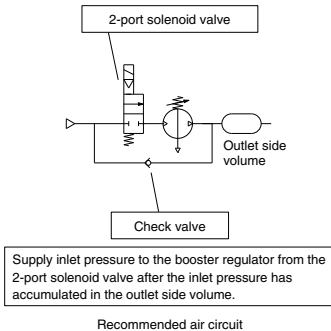 2-port solenoid valve
Outlet side
volume
Check valve
Supply inlet pressure to the booster regulator from the
2-port solenoid valve after the inlet pressure has
accumulated in the outlet side volume.
Recommended air circuit